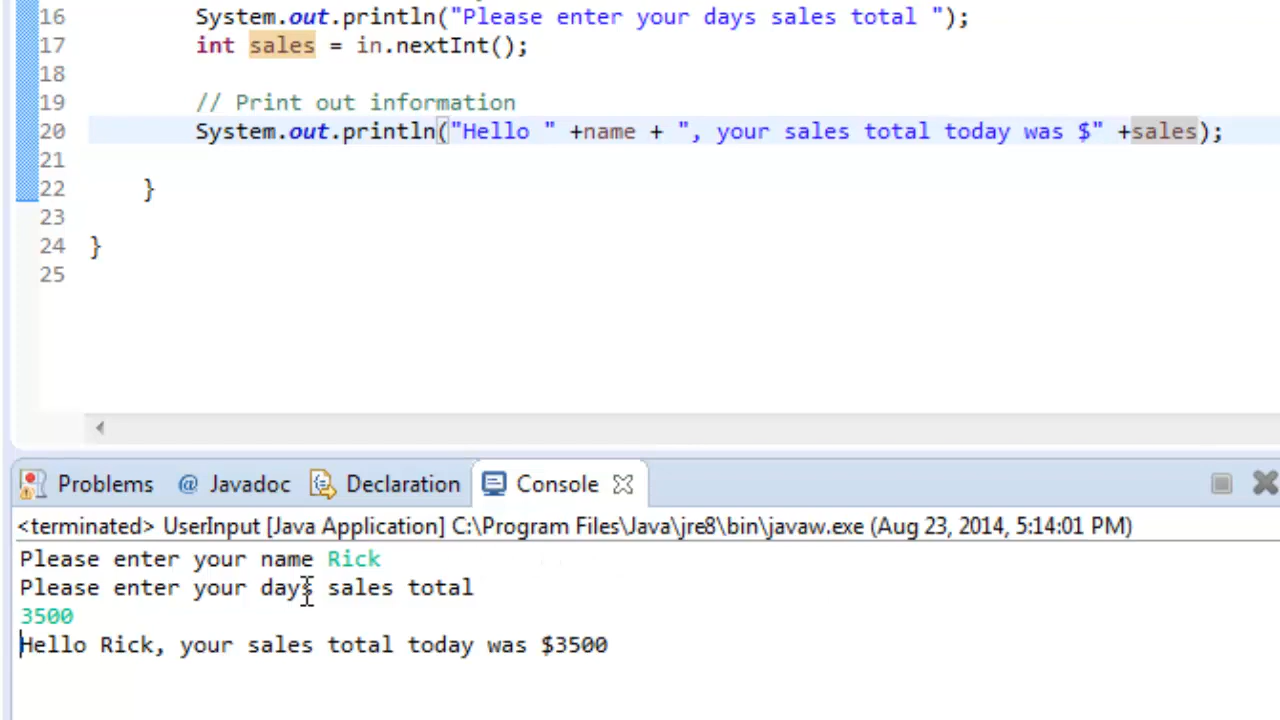 16 System.out.println("Please enter your days sales total ");
17 int sales = in.nextInt();
18
19 // Print out information
20 System.out.println("Hello " +name + ", your sales total today was $" +sales);
21
22 }
23
24 }
25
Problems @ Javadoc Declaration Console
<terminated> UserInput [Java Application] C:\Program Files\Java\jre8\bin\javaw.exe (Aug 23, 2014, 5:14:01 PM)
Please enter your name Rick
Please enter your days sales total
3500
Hello Rick, your sales total today was $3500